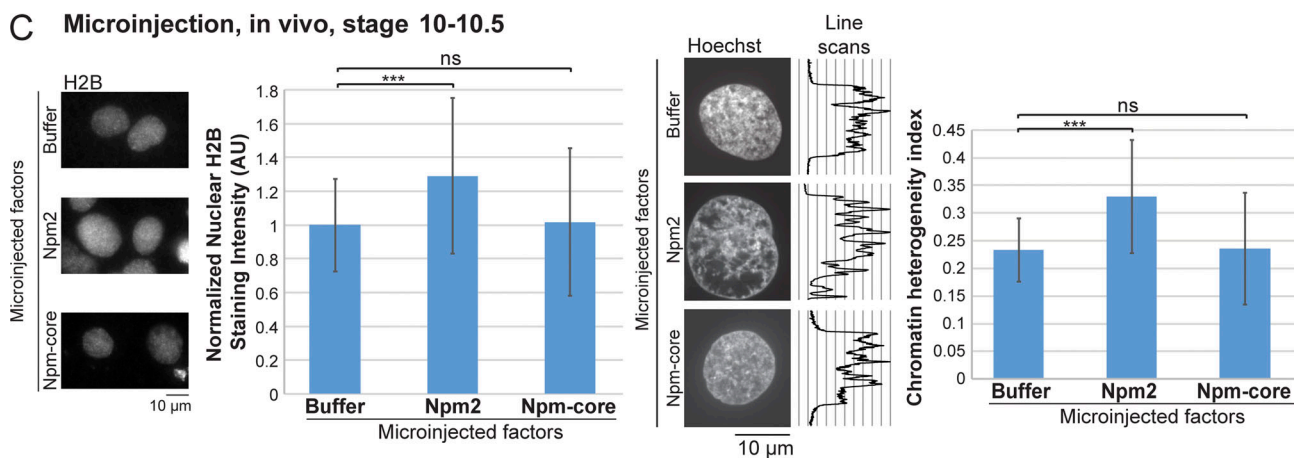 C Microinjection, in vivo, stage 10-10.5
H2B
Microinjected factors
Buffer
Npm2
Npm-core
10 µm
Normalized Nuclear H2B
Staining Intensity (AU)
ns
***
1.8
1.6
1.4
1.2
1
0.8
0.6
0.4
0.2
0
Buffer Npm2 Npm-core
Microinjected factors
Hoechst
Line
scans
Microinjected factors
Buffer
Npm2
Npm-core
10 µm
Chromatin heterogeneity index
ns
***
0.45
0.4
0.35
0.3
0.25
0.2
0.15
0.1
0.05
0
Buffer Npm2 Npm-core
Microinjected factors